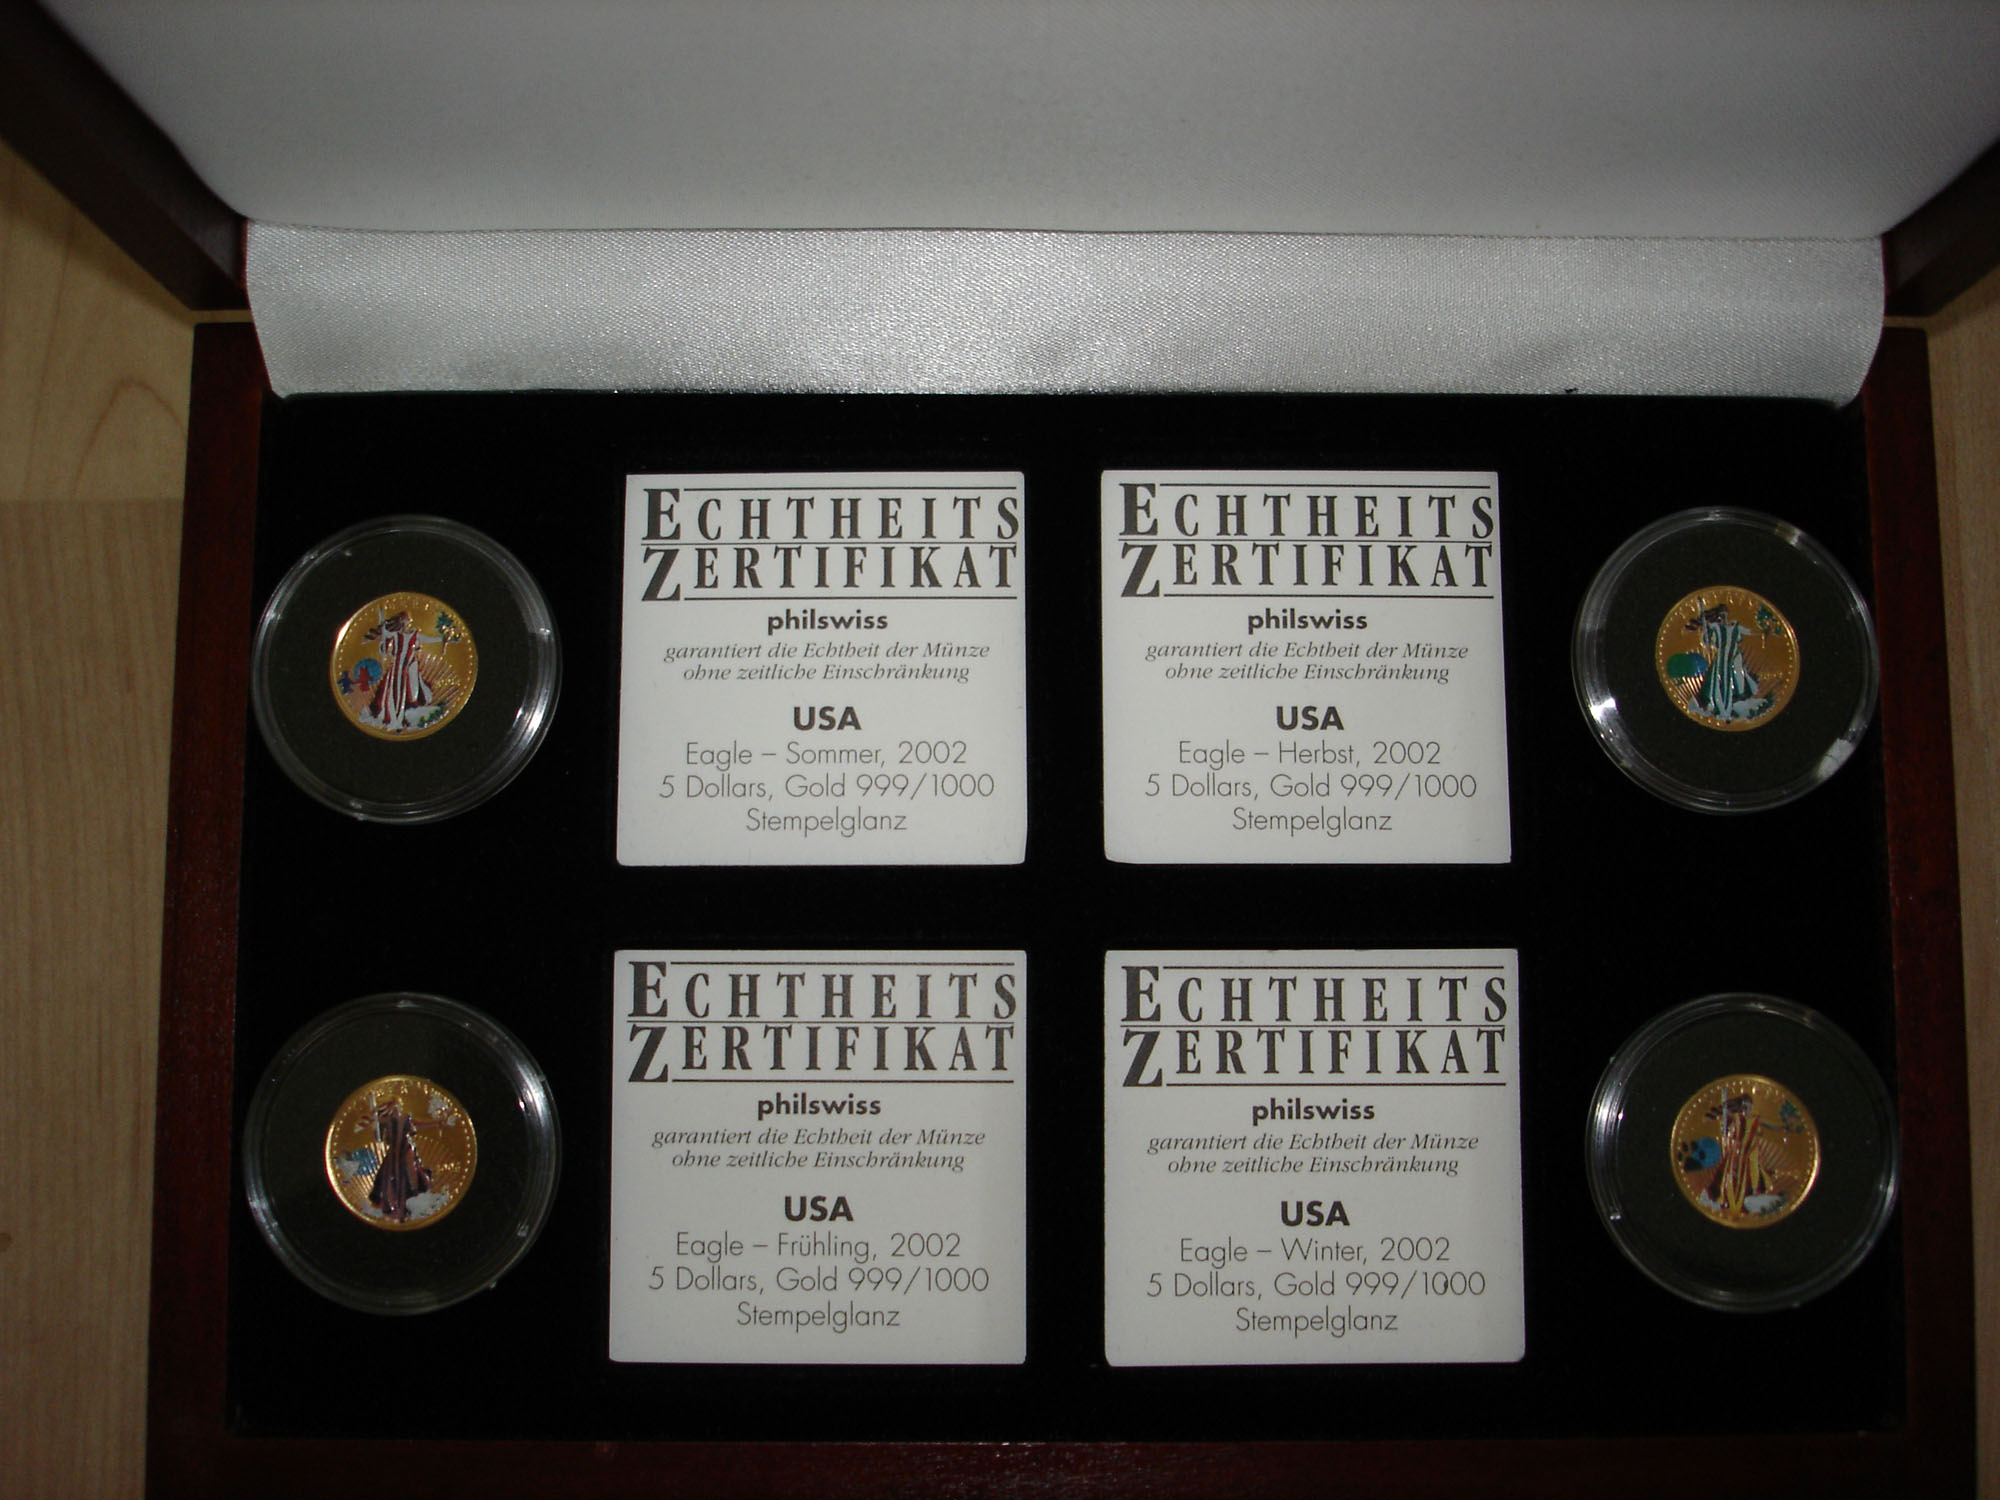 ECHTHEITS
ZERTIFIKAT
philswiss
garantiert die Echtheit der Münze
ohne zeitliche Einschränkung
USA
Eagle – Sommer, 2002
5 Dollars, Gold 999/1000
Stempelglanz
ECHTHEITS
ZERTIFIKAT
philswiss
garantiert die Echtheit der Münze
ohne zeitliche Einschränkung
USA
Eagle – Herbst, 2002
5 Dollars, Gold 999/1000
Stempelglanz
ECHTHEITS
ZERTIFIKAT
philswiss
garantiert die Echtheit der Münze
ohne zeitliche Einschränkung
USA
Eagle – Frühling, 2002
5 Dollars, Gold 999/1000
Stempelglanz
ECHTHEITS
ZERTIFIKAT
philswiss
garantiert die Echtheit der Münze
ohne zeitliche Einschränkung
USA
Eagle – Winter, 2002
5 Dollars, Gold 999/1000
Stempelglanz